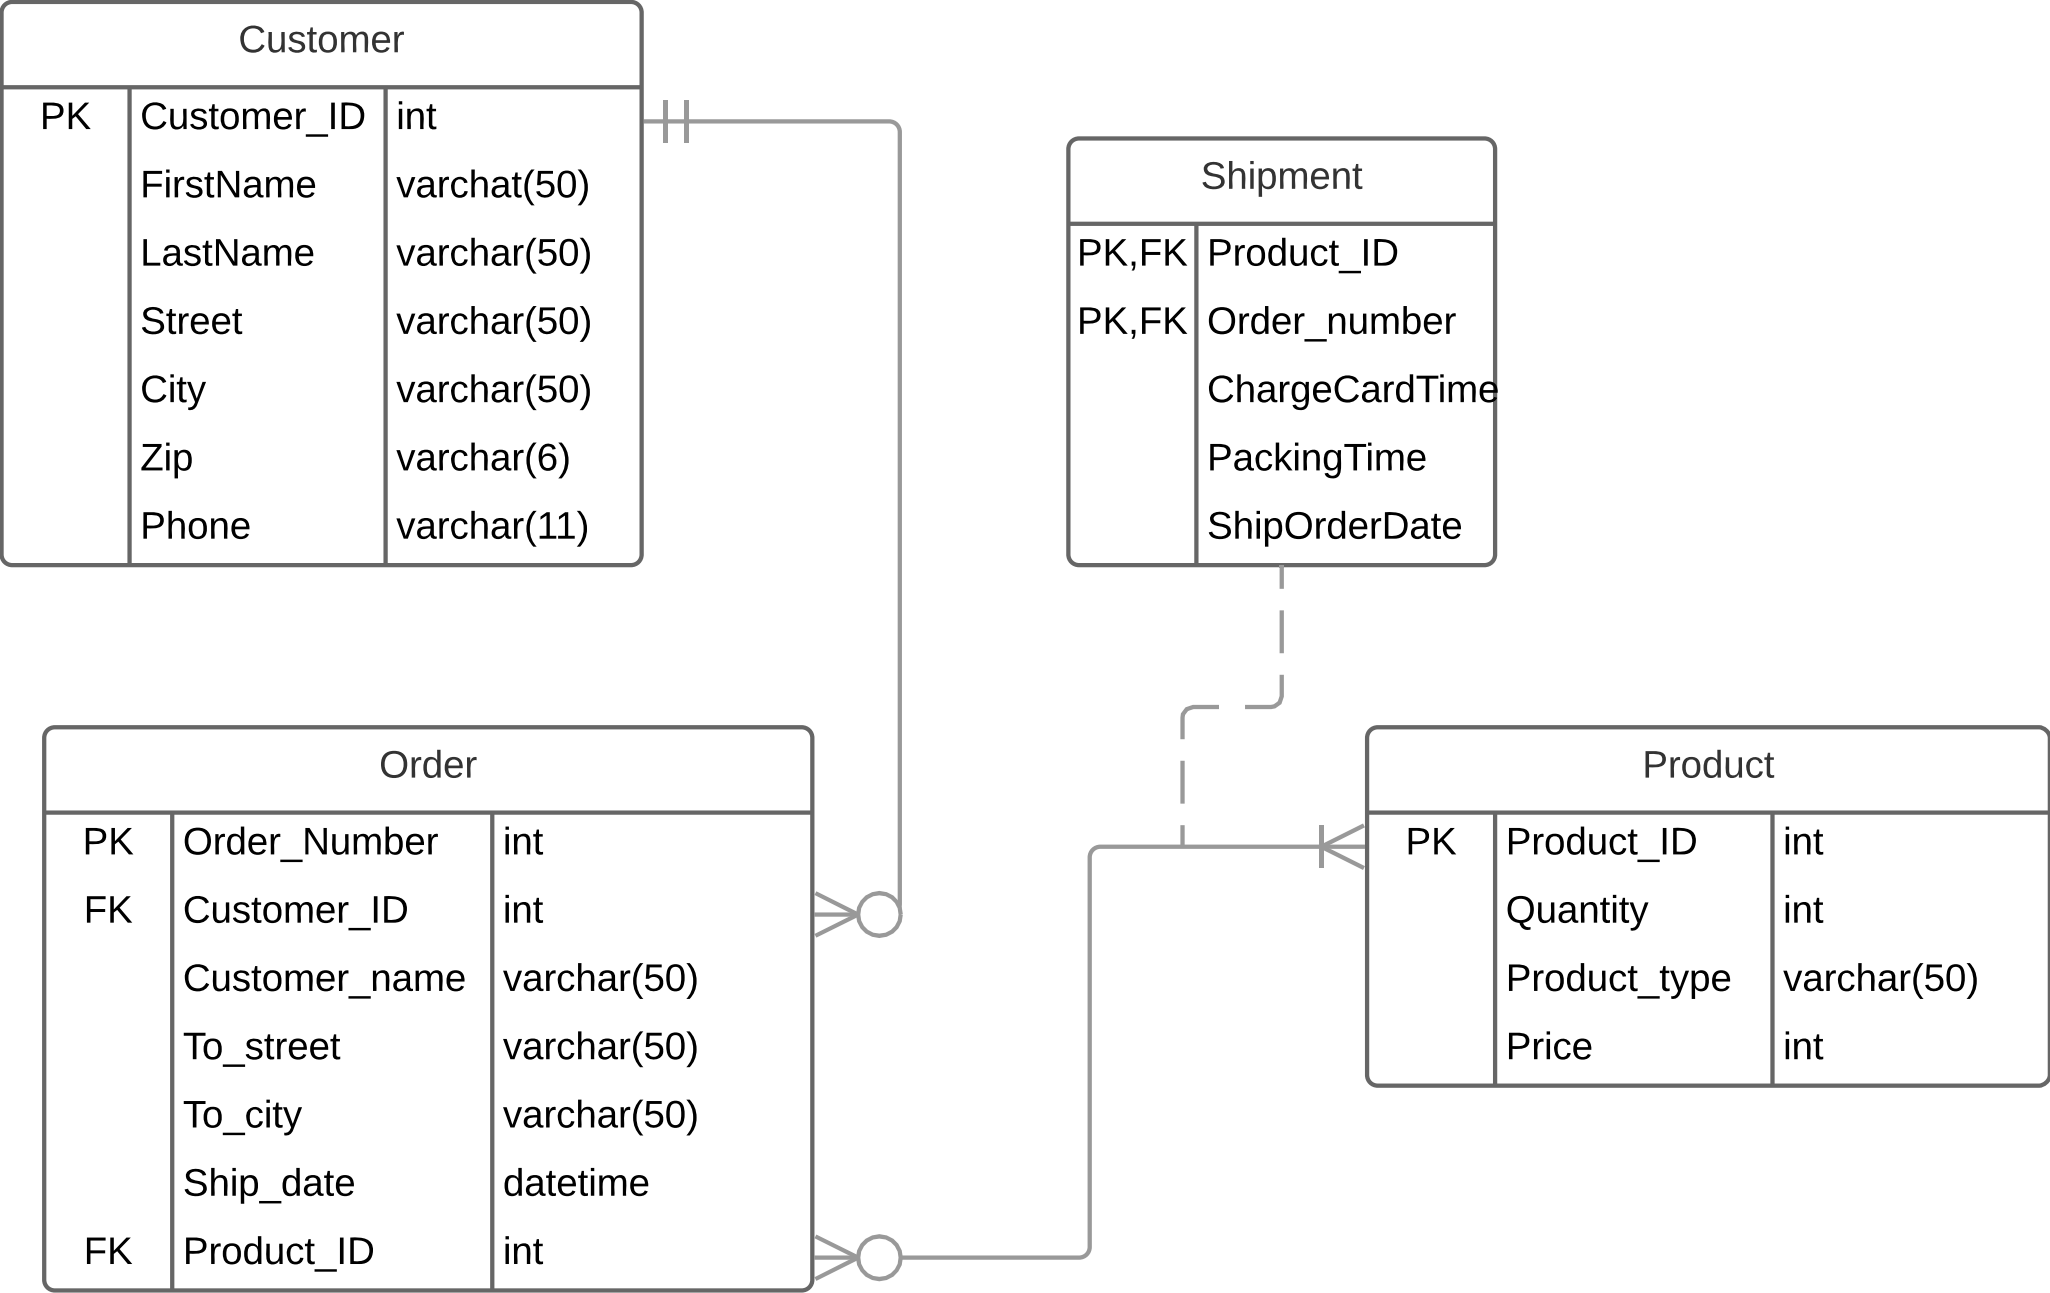 Customer
PK Customer_ID int
FirstName varchat(50)
LastName varchar(50)
Street varchar(50)
City varchar(50)
Zip varchar(6)
Phone varchar(11)
Shipment
PK,FK Product_ID
PK,FK Order_number
ChargeCardTime
PackingTime
ShipOrderDate
Order
PK Order_Number int
FK Customer_ID int
Customer_name varchar(50)
To_street varchar(50)
To_city varchar(50)
Ship_date datetime
FK Product_ID int
Product
PK Product_ID int
Quantity int
Product_type varchar(50)
Price int